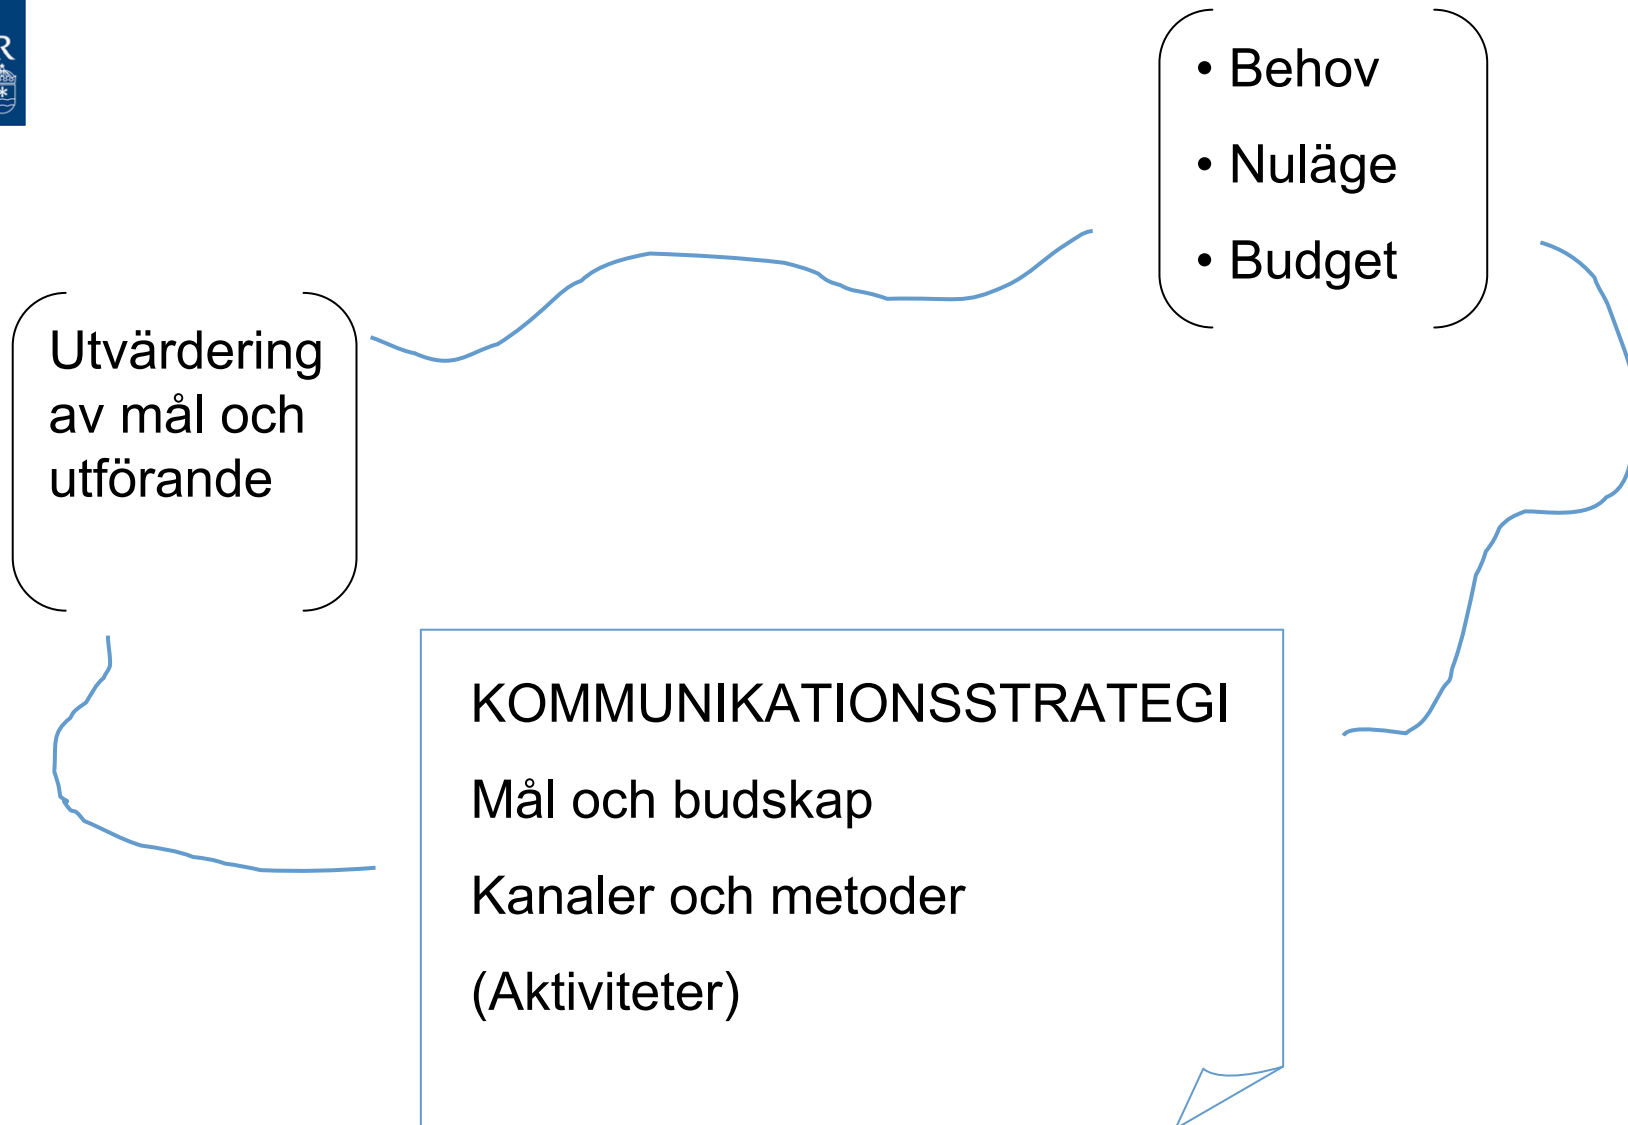 R
• Behov
• Nuläge
• Budget
Utvärdering
av mål och
utförande
KOMMUNIKATIONSSTRATEGI
Mål och budskap
Kanaler och metoder
(Aktiviteter)